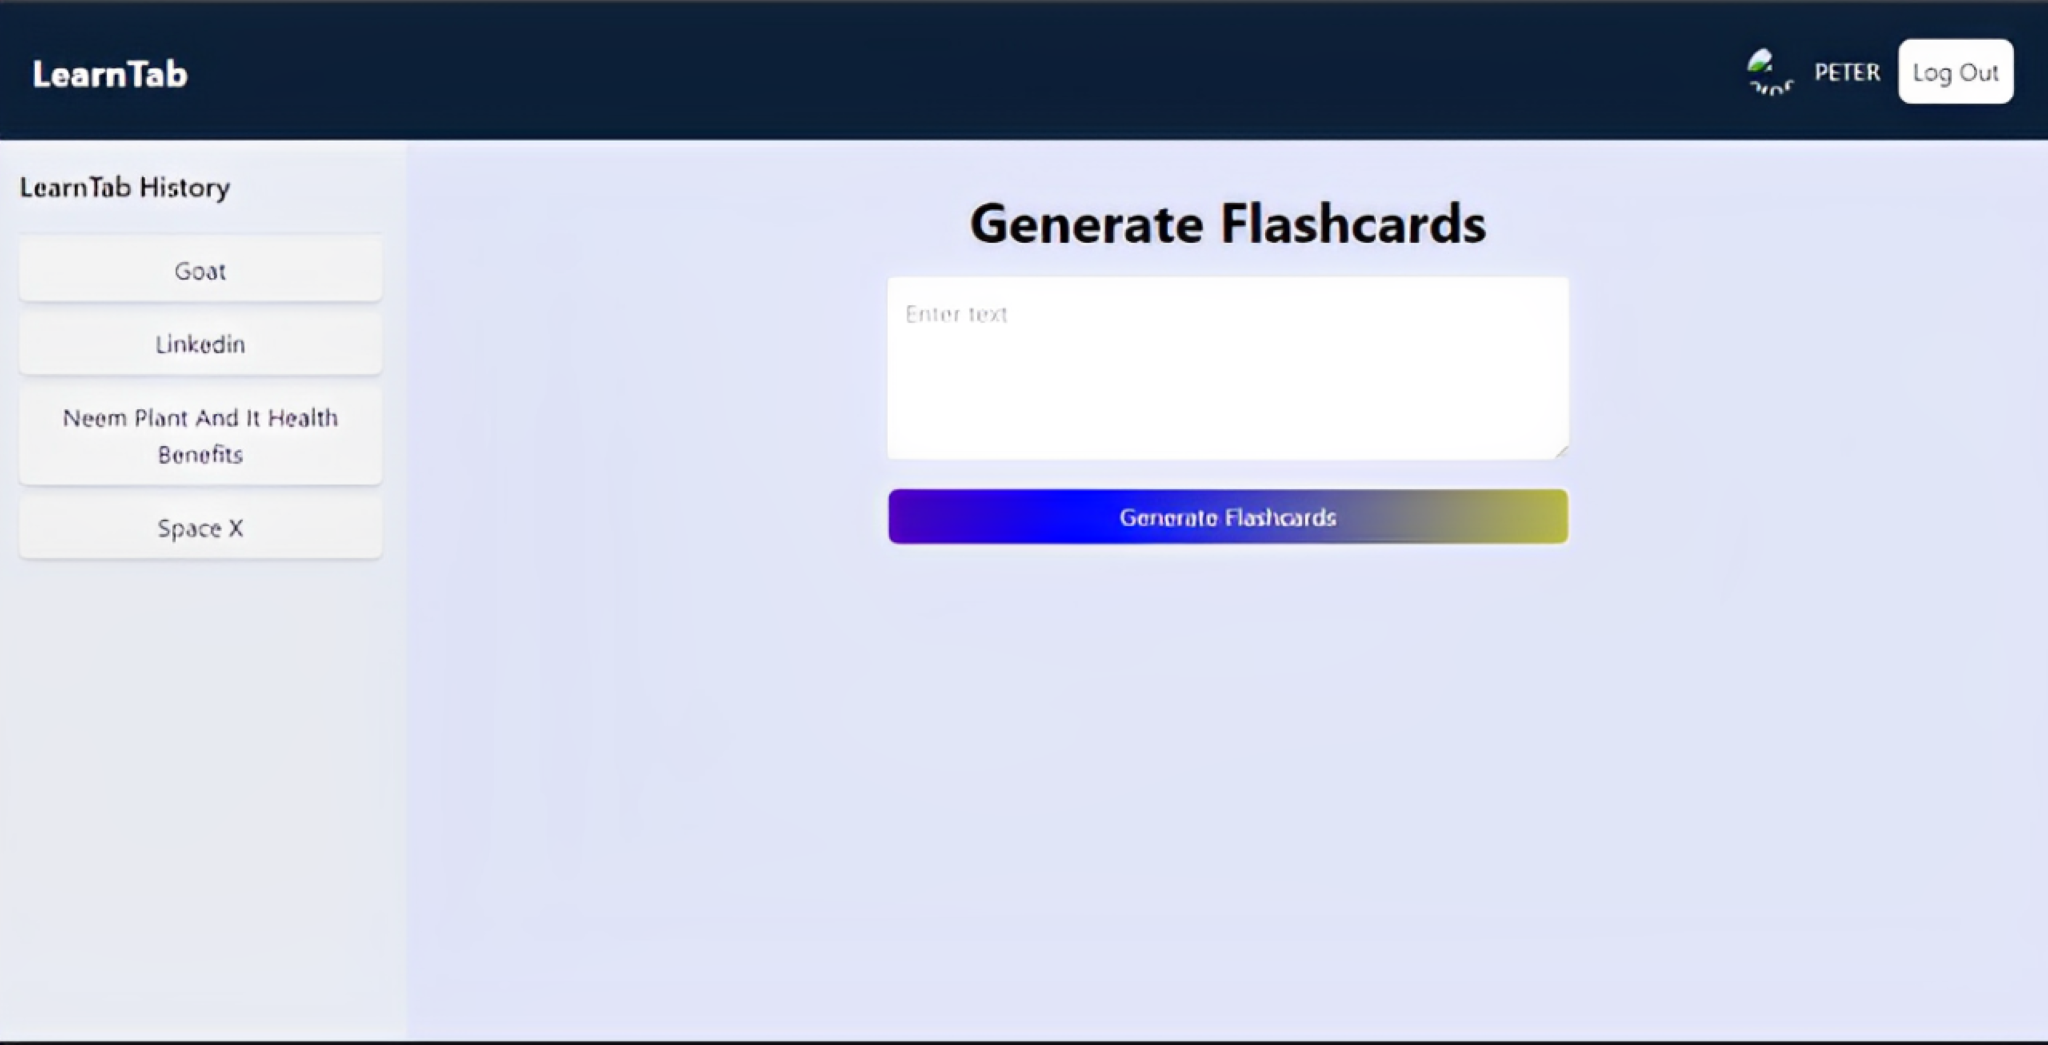 LearnTab
PETER
Log Out
LearnTab History
Goat
Linkedin
Neem Plant And It Health
Benefits
Space X
Generate Flashcards
Enter text
Generate Flashcards